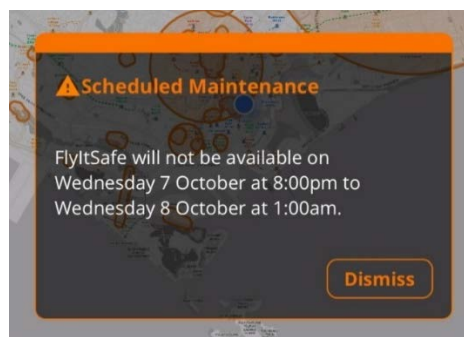 Scheduled Maintenance
FlyItSafe will not be available on
Wednesday 7 October at 8:00pm to
Wednesday 8 October at 1:00am.
Dismiss